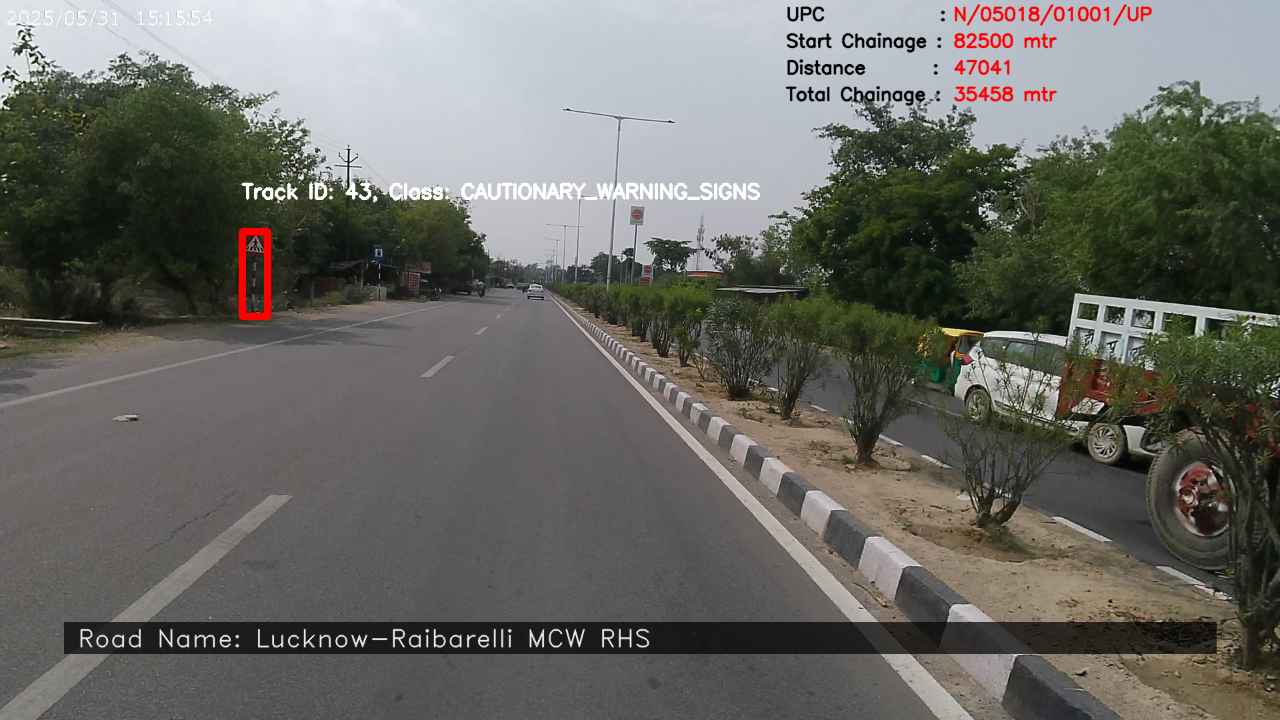 2025/05/31 15:15:54
UPC : N/05018/01001/UP
Start Chainage : 82500 mtr
Distance : 47041
Total Chainage : 35458 mtr
Track ID: 43, Class: CAUTIONARY_WARNING_SIGNS
Road Name: Lucknow-Raibarelli MCW RHS